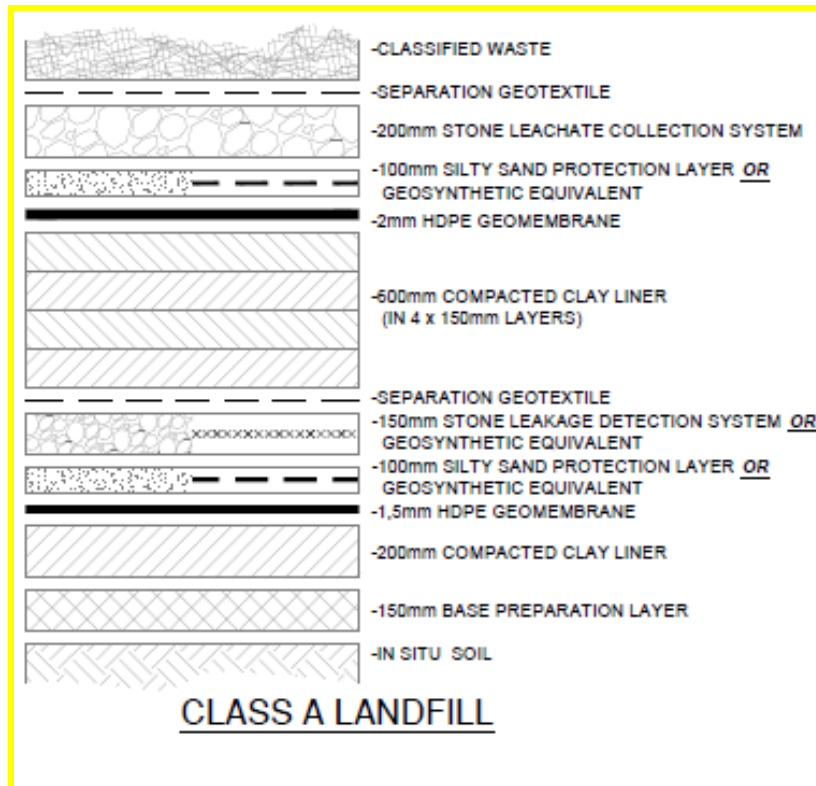 -CLASSIFIED WASTE
-SEPARATION GEOTEXTILE
-200mm STONE LEACHATE COLLECTION SYSTEM
-100mm SILTY SAND PROTECTION LAYER OR
GEOSYNTHETIC EQUIVALENT
-2mm HDPE GEOMEMBRANE
-600mm COMPACTED CLAY LINER
(IN 4 x 150mm LAYERS)
-SEPARATION GEOTEXTILE
-150mm STONE LEAKAGE DETECTION SYSTEM OR
GEOSYNTHETIC EQUIVALENT
-100mm SILTY SAND PROTECTION LAYER OR
GEOSYNTHETIC EQUIVALENT
-1,5mm HDPE GEOMEMBRANE
-200mm COMPACTED CLAY LINER
-150mm BASE PREPARATION LAYER
-IN SITU SOIL
CLASS A LANDFILL